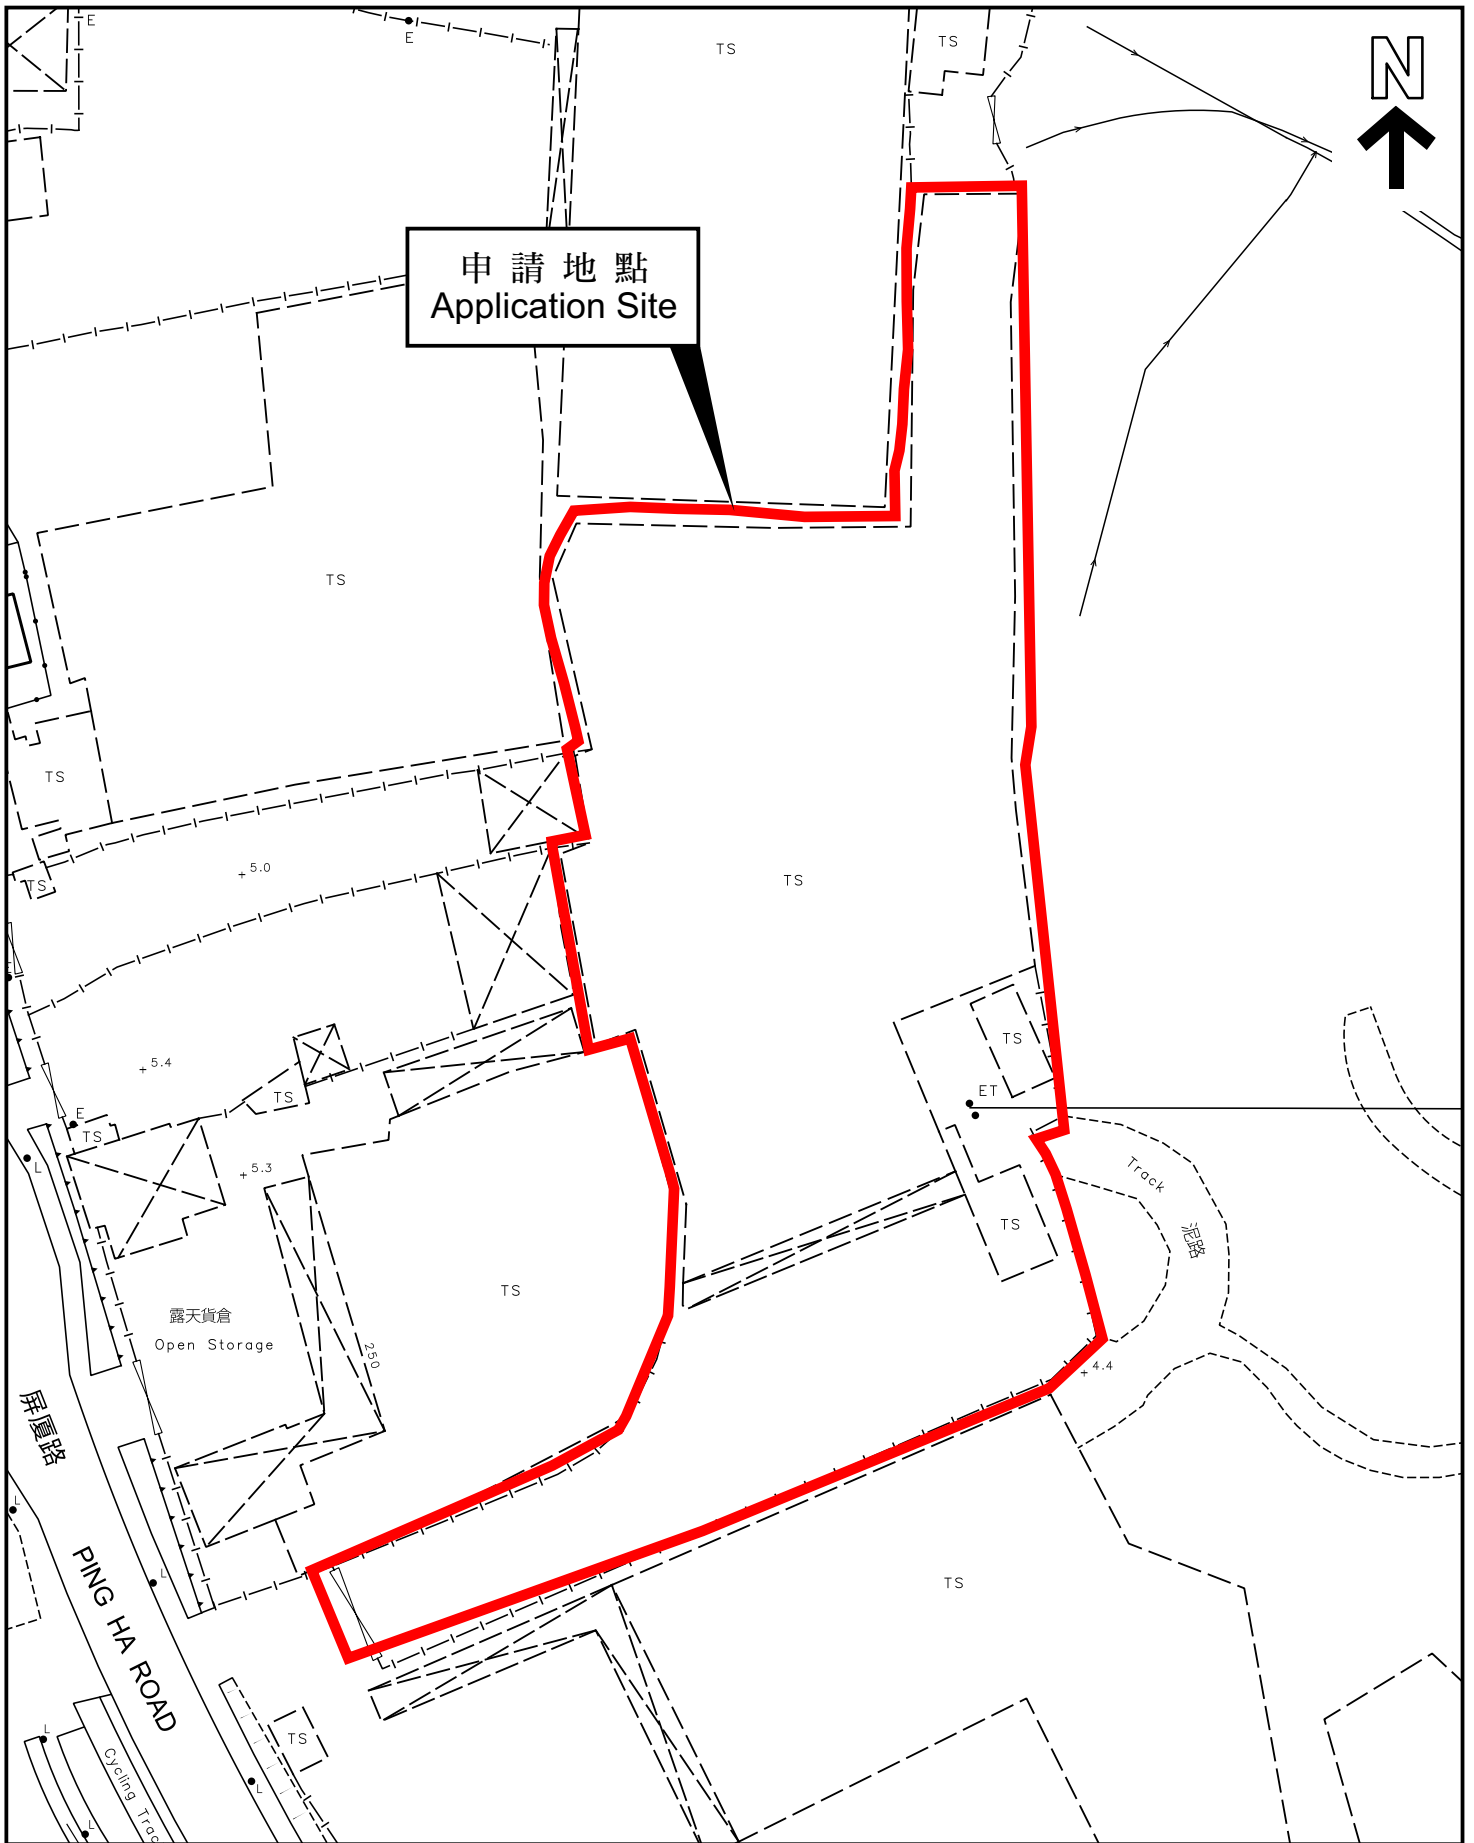 E
E
TS
TS
N
申請地點
Application Site
TS
TS
TS
5.0
TS
TS
5.4
E
TS
TS
TS
ET
5.3
Track
泥路
L
TS
TS
露天貨倉
Open Storage
250
4.4
屏廈路
L
PING HA ROAD
L
TS
TS
L
Cycling Trac
L
L